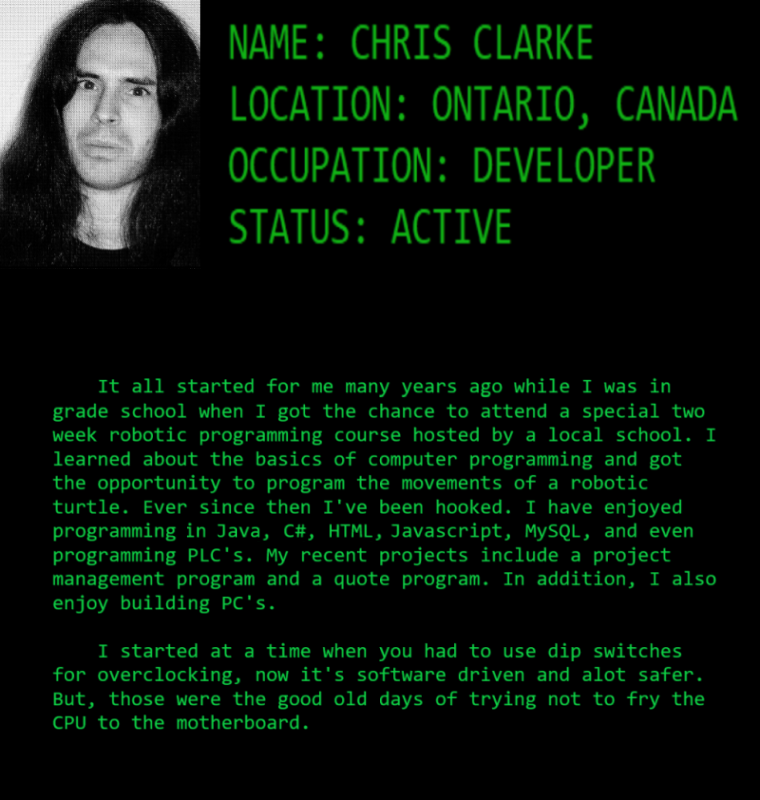 NAME: CHRIS CLARKE
LOCATION: ONTARIO, CANADA
OCCUPATION: DEVELOPER
STATUS: ACTIVE
It all started for me many years ago while I was in
grade school when I got the chance to attend a special two
week robotic programming course hosted by a local school. I
learned about the basics of computer programming and got
the opportunity to program the movements of a robotic
turtle. Ever since then I've been hooked. I have enjoyed
programming in Java, C#, HTML, Javascript, MySQL, and even
programming PLC's. My recent projects include a project
management program and a quote program. In addition, I also
enjoy building PC's.
I started at a time when you had to use dip switches
for overclocking, now it's software driven and alot safer.
But, those were the good old days of trying not to fry the
CPU to the motherboard.